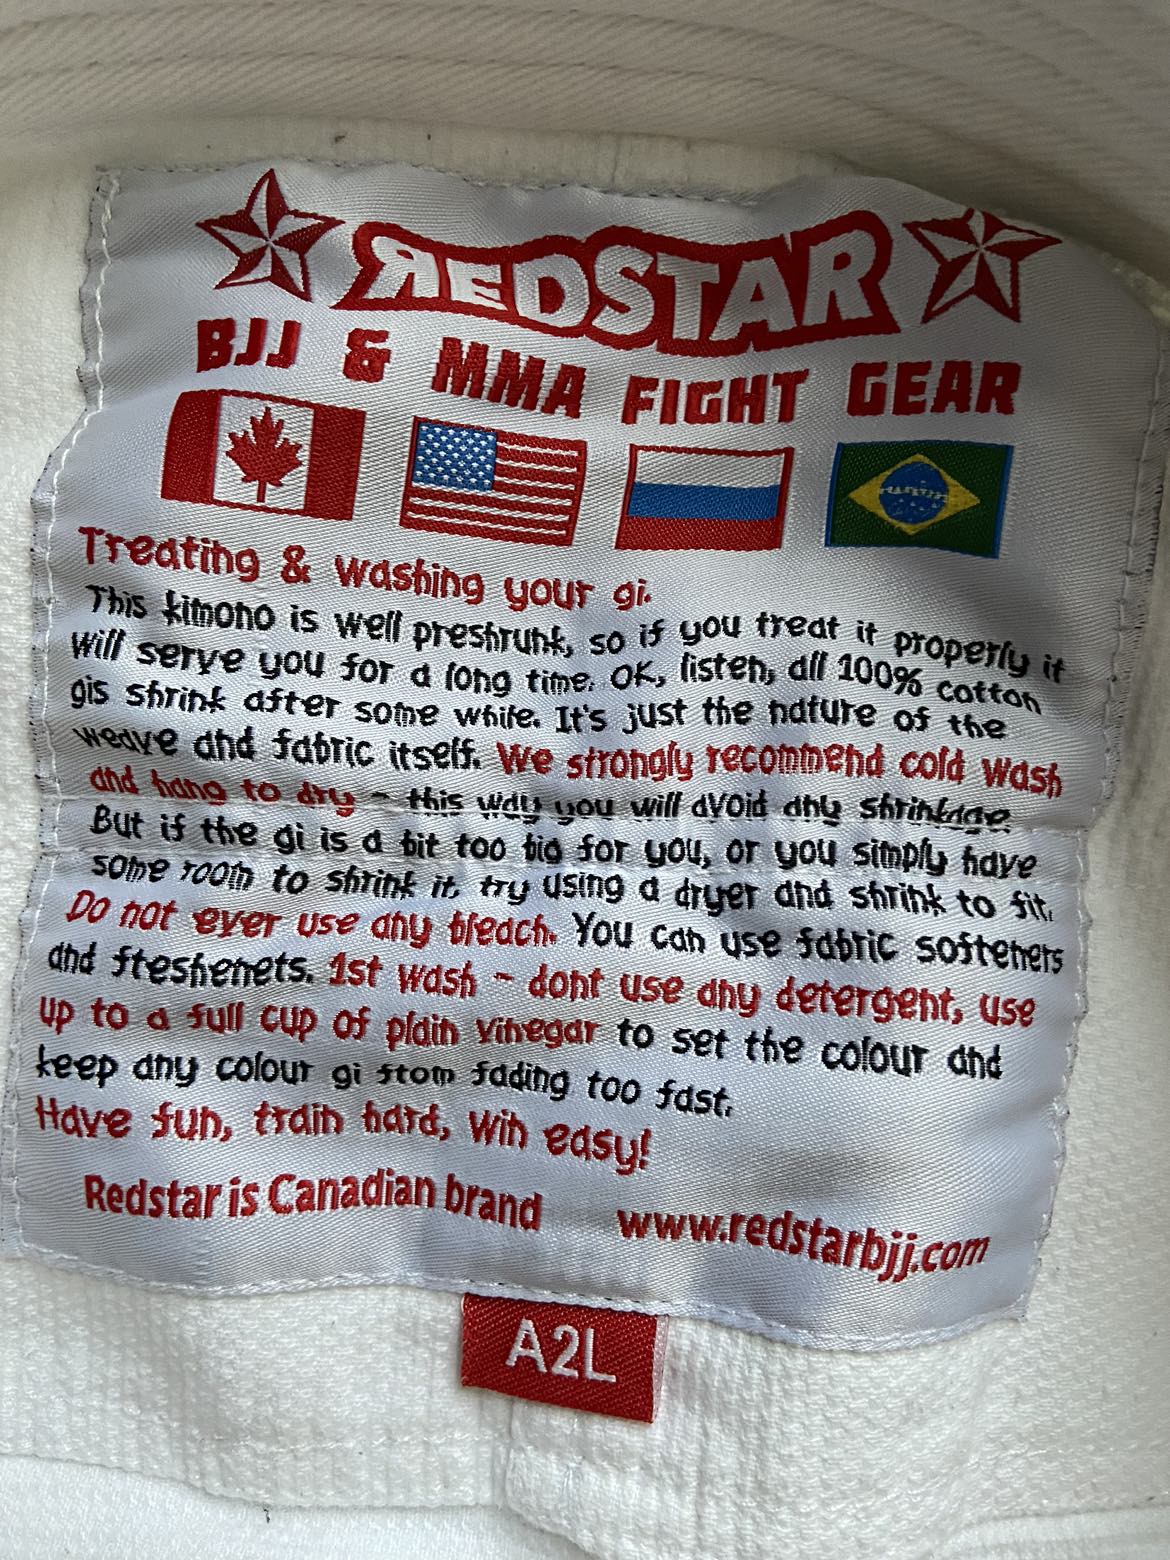 REDSTAR
BJJ & MMA FIGHT GEAR
Treating & washing your gi.
This kimono is well preshrunk, so if you treat it properly it
will serve you for a long time. OK, listen, all 100% cotton
gis shrink after some while. It's just the nature of the
weave and fabric itself. We strongly recommend cold wash
and hang to dry - this way you will avoid any shrinkage.
But if the gi is a bit too big for you, or you simply have
some room to shrink it, try using a dryer and shrink to fit.
Do not ever use any bleach. You can use fabric softeners
and freshenets. 1st wash - dont use any detergent, use
up to a full cup of plain vinegar to set the colour and
keep any colour gi from fading too fast.
Have fun, train hard, win easy!
Redstar is Canadian brand www.redstarbjj.com
A2L